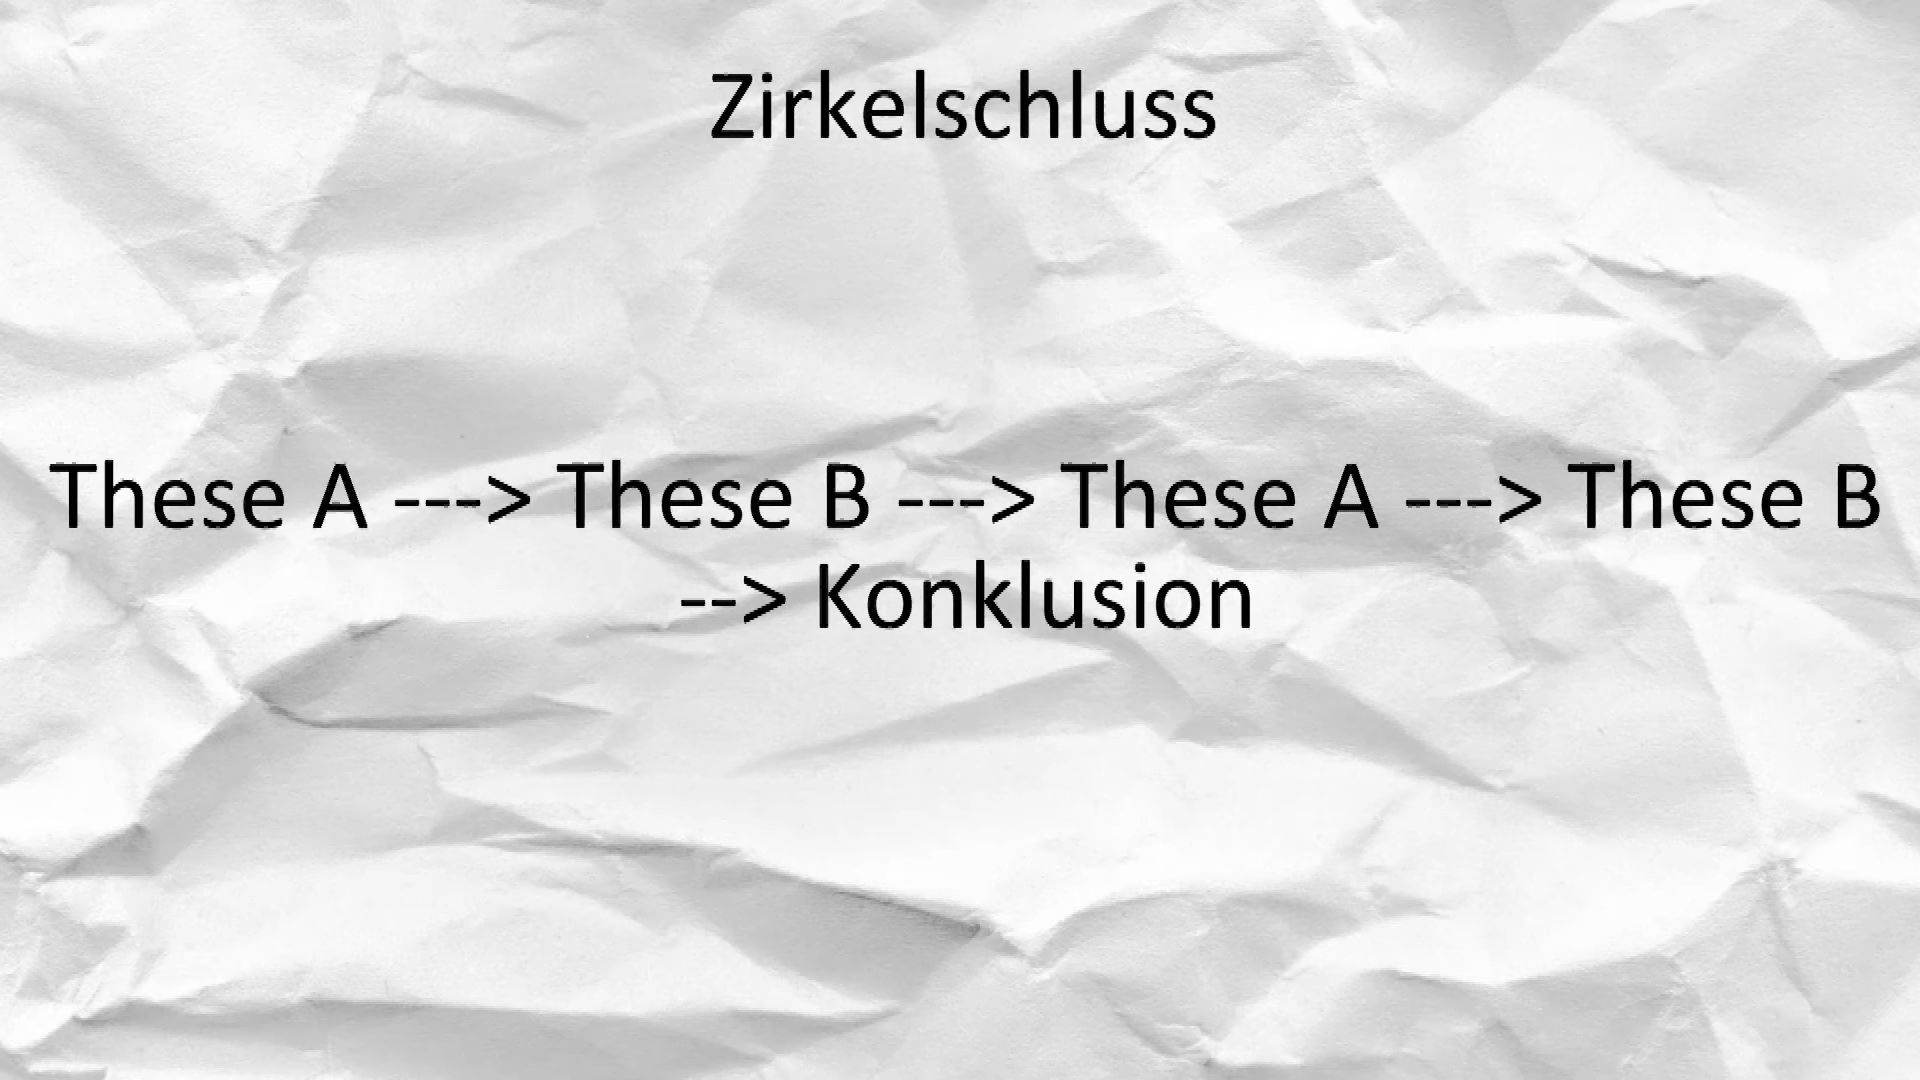 Zirkelschluss
These A ---> These B ---> These A ---> These B
--> Konklusion